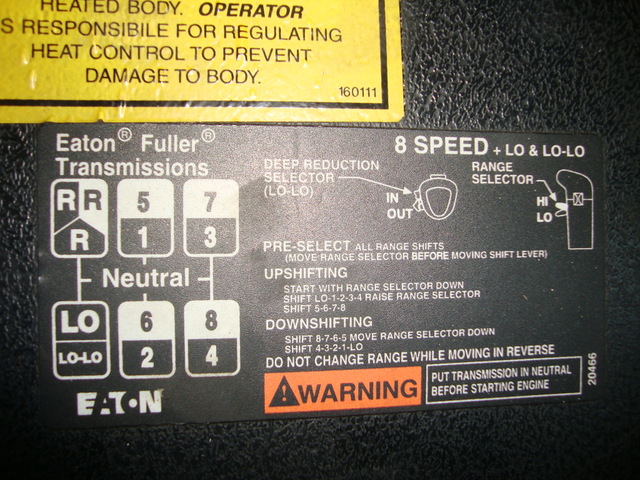 HEATED BODY. OPERATOR
S RESPONSIBLE FOR REGULATING
HEAT CONTROL TO PREVENT
DAMAGE TO BODY.
160111
Eaton® Fuller®
Transmissions
8 SPEED + LO & LO-LO
DEEP REDUCTION
SELECTOR
(LO-LO)
IN
OUT
RANGE
SELECTOR
HI
LO
R R 5 7
R 1 3
Neutral
LO 6 8
LO-LO 2 4
PRE-SELECT ALL RANGE SHIFTS
(MOVE RANGE SELECTOR BEFORE MOVING SHIFT LEVER)
UPSHIFTING
START WITH RANGE SELECTOR DOWN
SHIFT LO-1-2-3-4 RAISE RANGE SELECTOR
SHIFT 5-6-7-8
DOWNSHIFTING
SHIFT 8-7-6-5 MOVE RANGE SELECTOR DOWN
SHIFT 4-3-2-1-LO
DO NOT CHANGE RANGE WHILE MOVING IN REVERSE
WARNING
PUT TRANSMISSION IN NEUTRAL
BEFORE STARTING ENGINE
20466
EATON